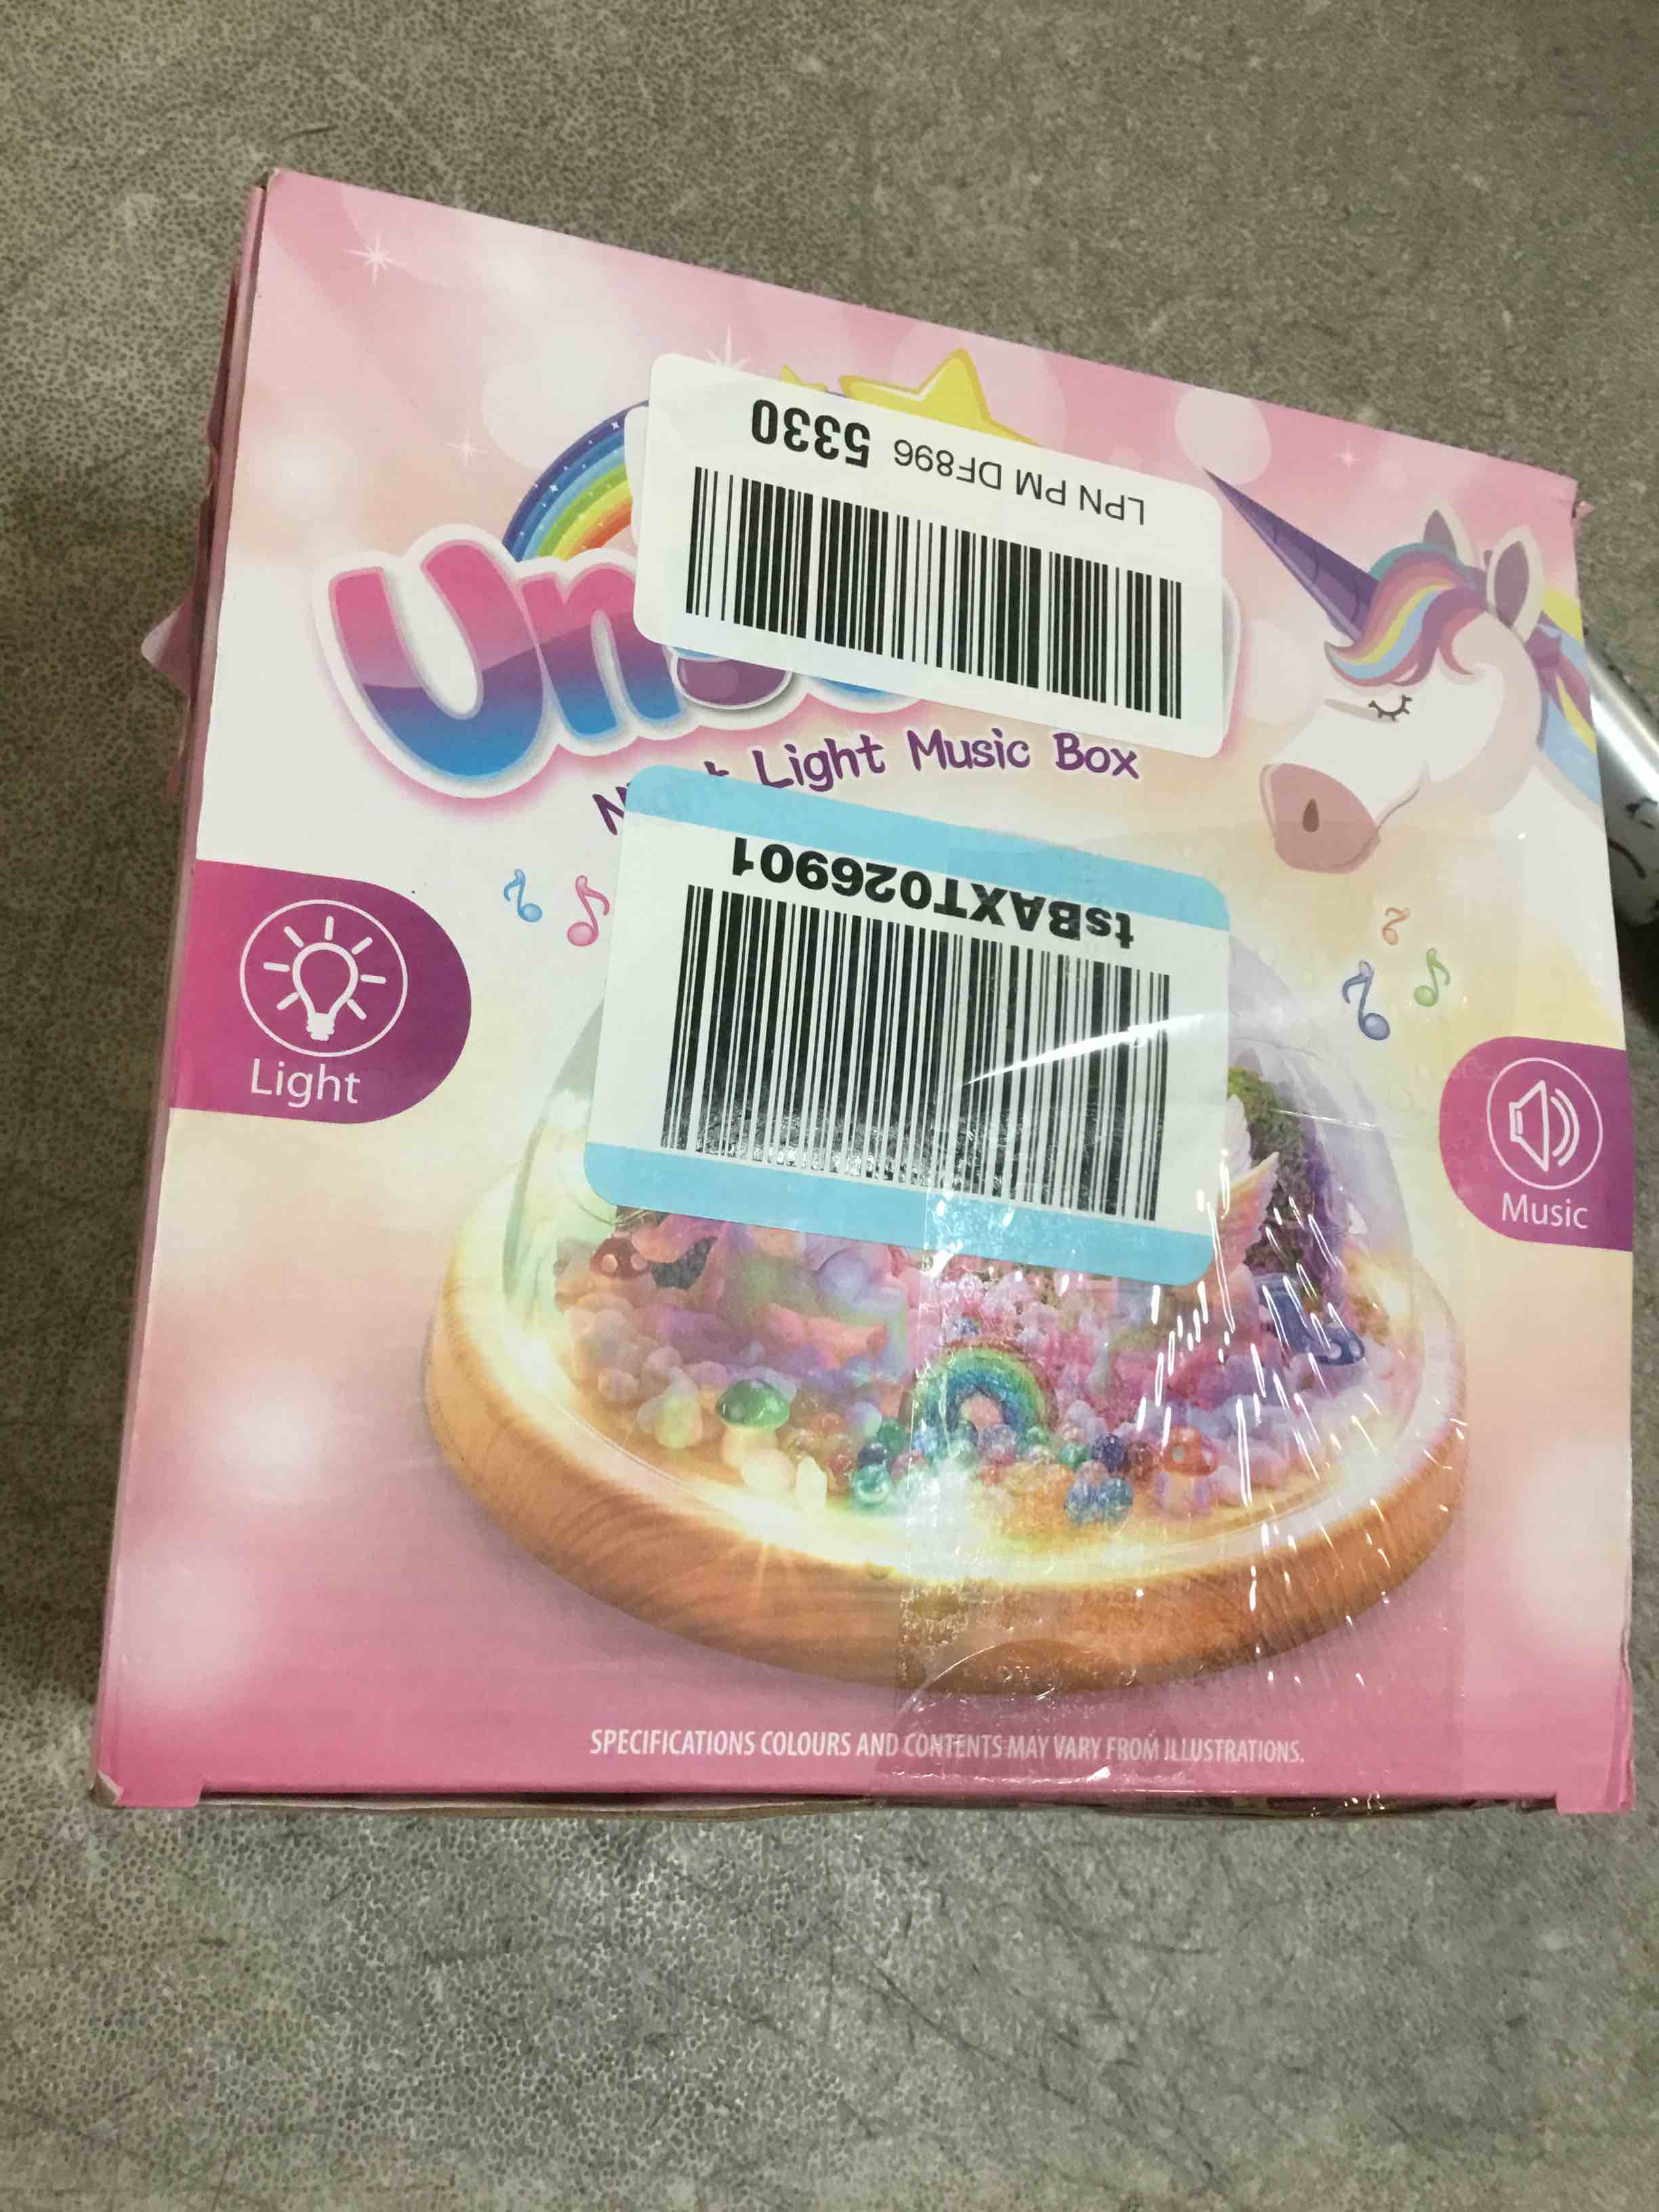 LPN PM DF896 5330
Light Music Box
tsBAXT026901
Light
Music
SPECIFICATIONS COLOURS AND CONTENTS MAY VARY FROM ILLUSTRATIONS.